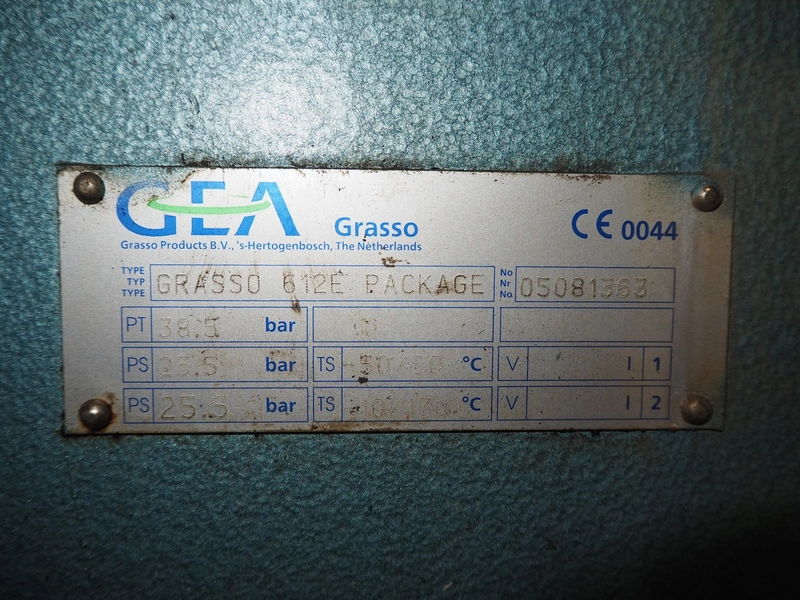 GEA Grasso CE 0044
Grasso Products B.V., 's-Hertogenbosch, The Netherlands
TYPE
TYP
TYPE
GRASSO 612E PACKAGE
No
Nr
No.
05081363
PT 38.5 bar
PS 25.5 bar TS °C V l 1
PS 25.5 bar TS °C V l 2